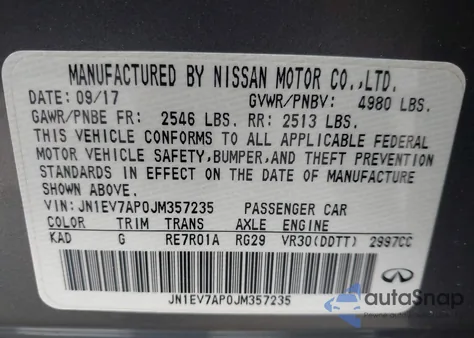 MANUFACTURED BY NISSAN MOTOR CO.,LTD.
DATE: 09/17 GVWR/PNBV: 4980 LBS.
GAWR/PNBE FR: 2546 LBS. RR: 2513 LBS.
THIS VEHICLE CONFORMS TO ALL APPLICABLE FEDERAL
MOTOR VEHICLE SAFETY, BUMPER, AND THEFT PREVENTION
STANDARDS IN EFFECT ON THE DATE OF MANUFACTURE
SHOWN ABOVE.
VIN: JN1EV7AP0JM357235 PASSENGER CAR
COLOR TRIM TRANS AXLE ENGINE
KAD G RE7R01A RG29 VR30(DDTT) 2997CC
JN1EV7AP0JM357235
autoSnap